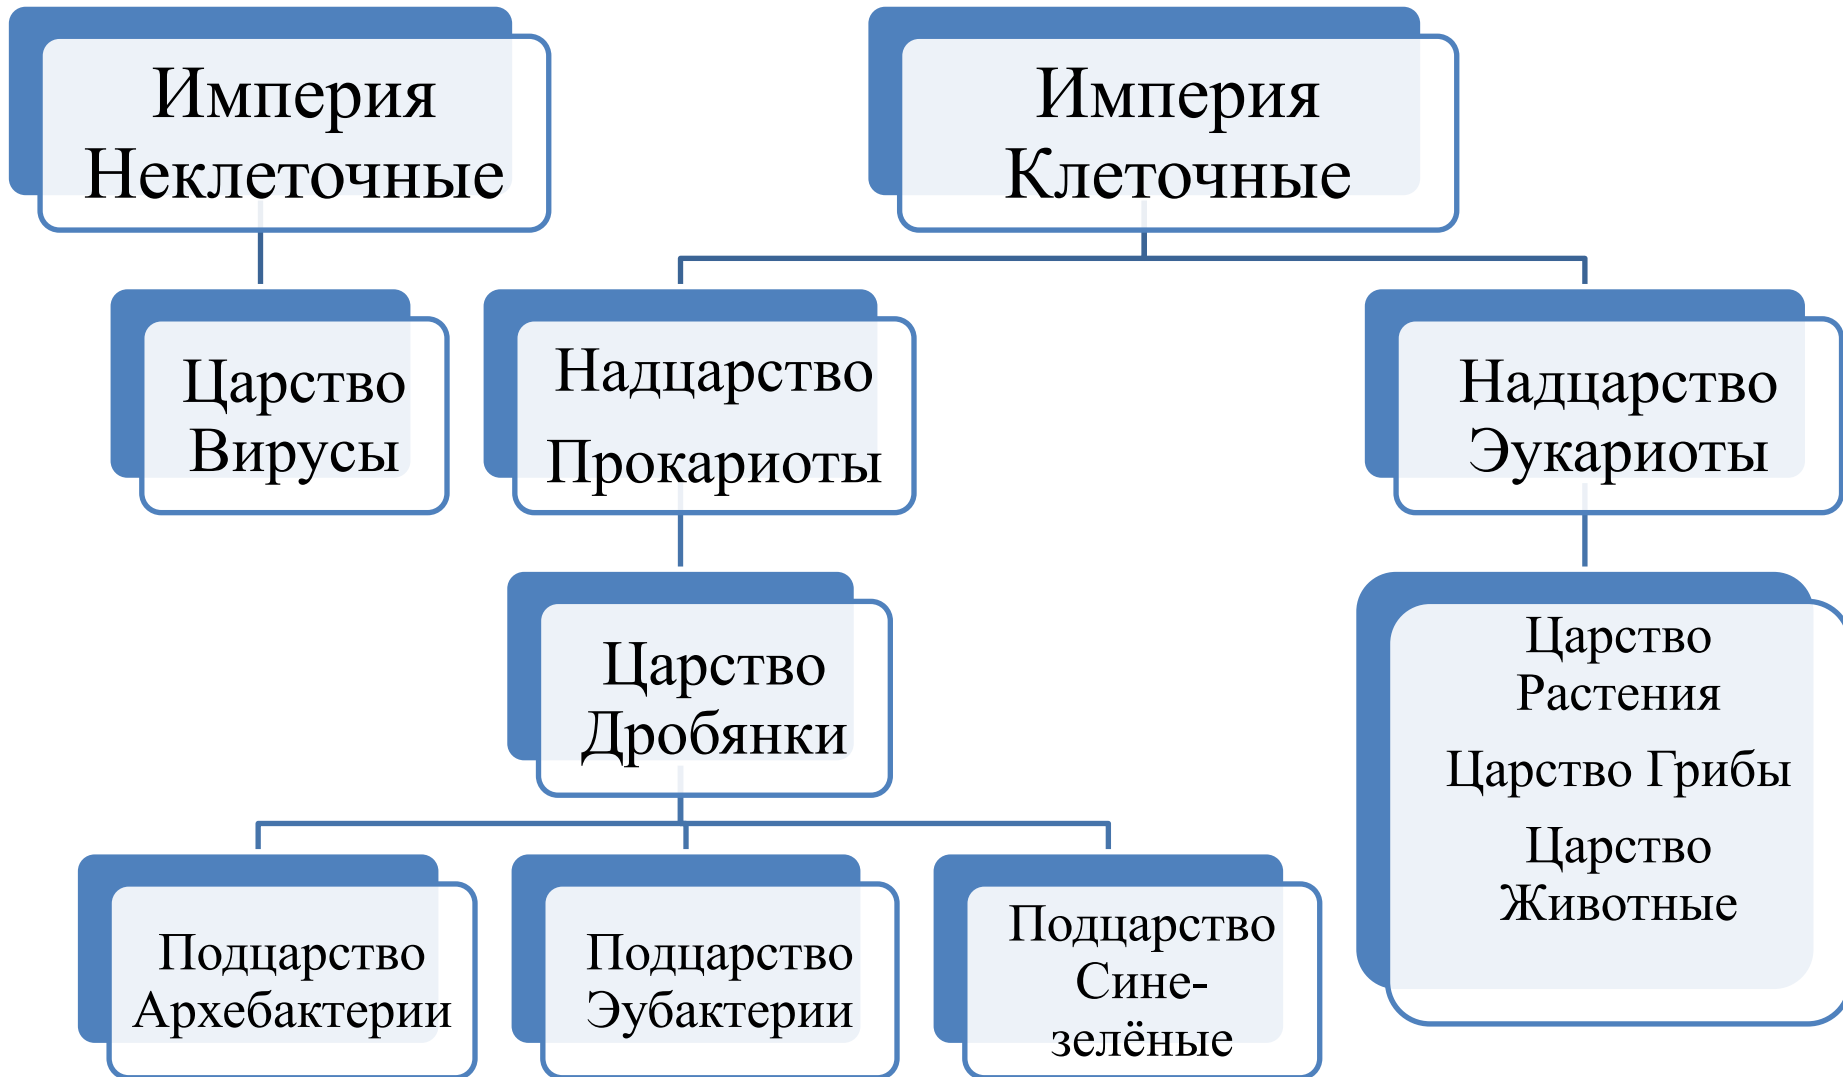 Империя
Неклеточные
Империя
Клеточные
Царство
Вирусы
Надцарство
Прокариоты
Надцарство
Эукариоты
Царство
Дробянки
Царство
Растения
Царство Грибы
Царство
Животные
Подцарство
Архебактерии
Подцарство
Эубактерии
Подцарство
Сине-
зелёные